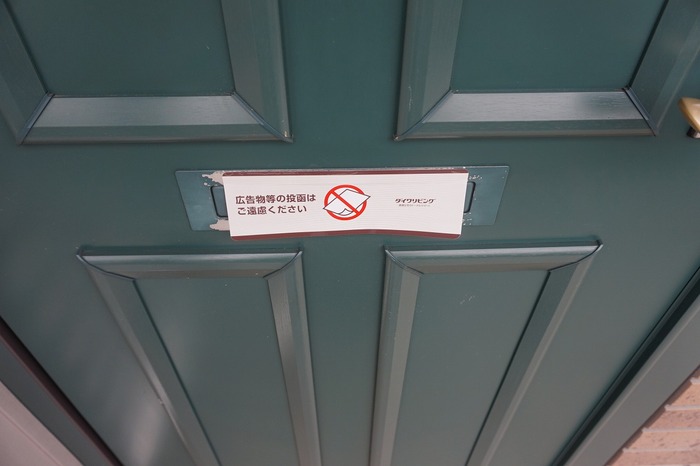 広告物等の投函は
ご遠慮ください
ダイワリビング